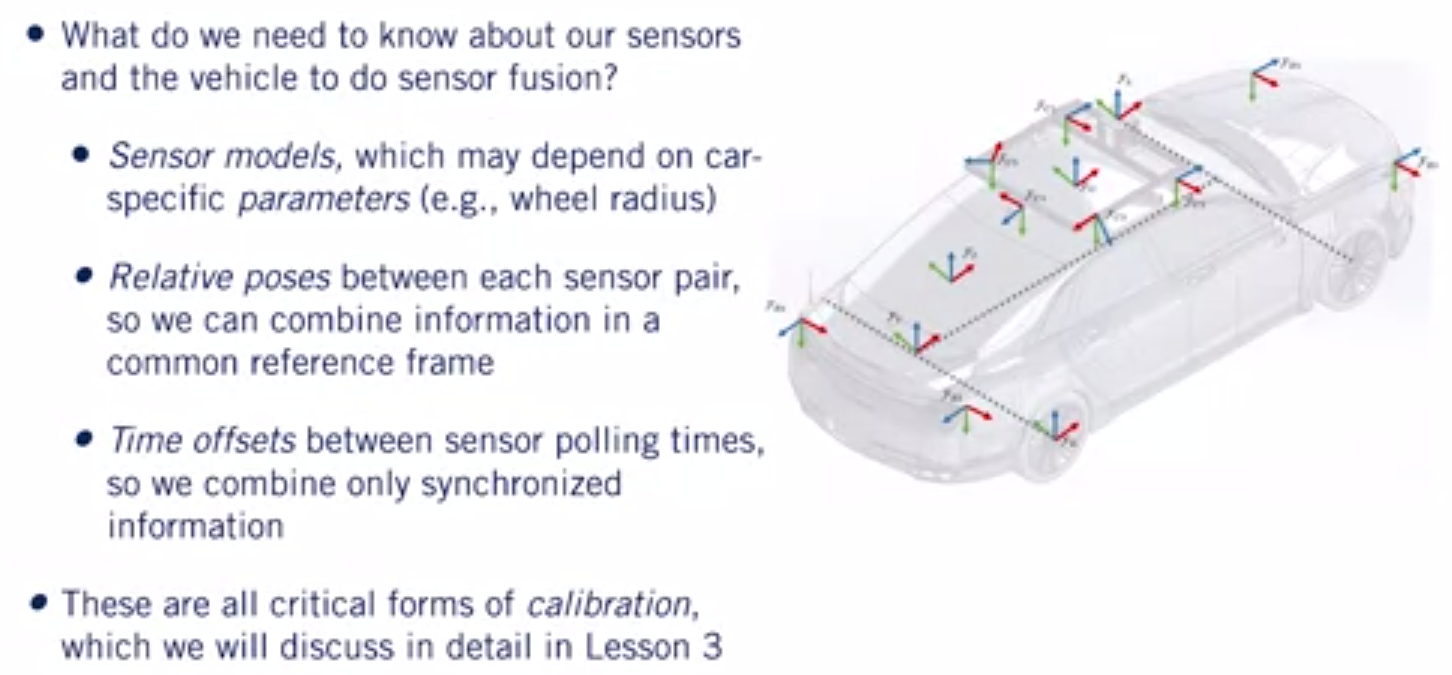 What do we need to know about our sensors
and the vehicle to do sensor fusion?
Sensor models, which may depend on car-
specific parameters (e.g., wheel radius)
Relative poses between each sensor pair,
so we can combine information in a
common reference frame
Time offsets between sensor polling times,
so we combine only synchronized
information
These are all critical forms of calibration,
which we will discuss in detail in Lesson 3